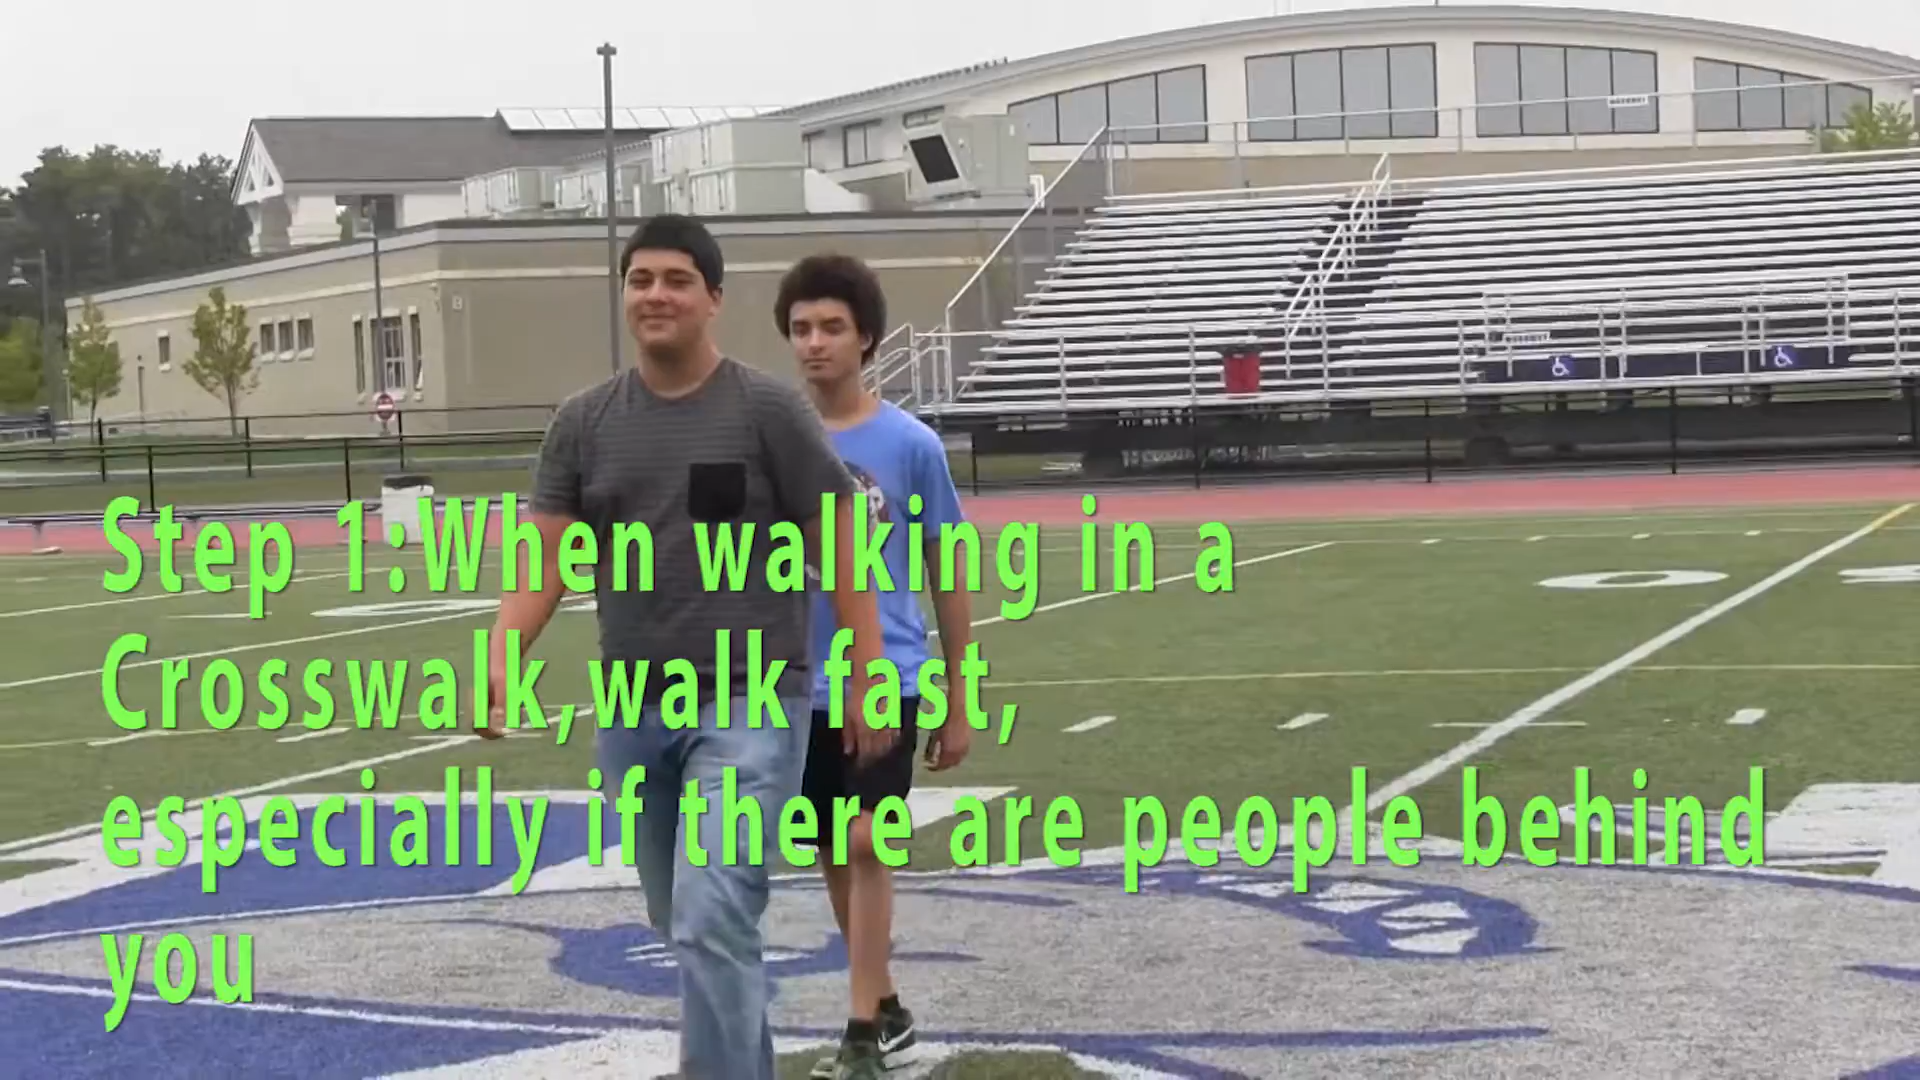 Step 1:When walking in a
Crosswalk,walk fast,
especially if there are people behind
you